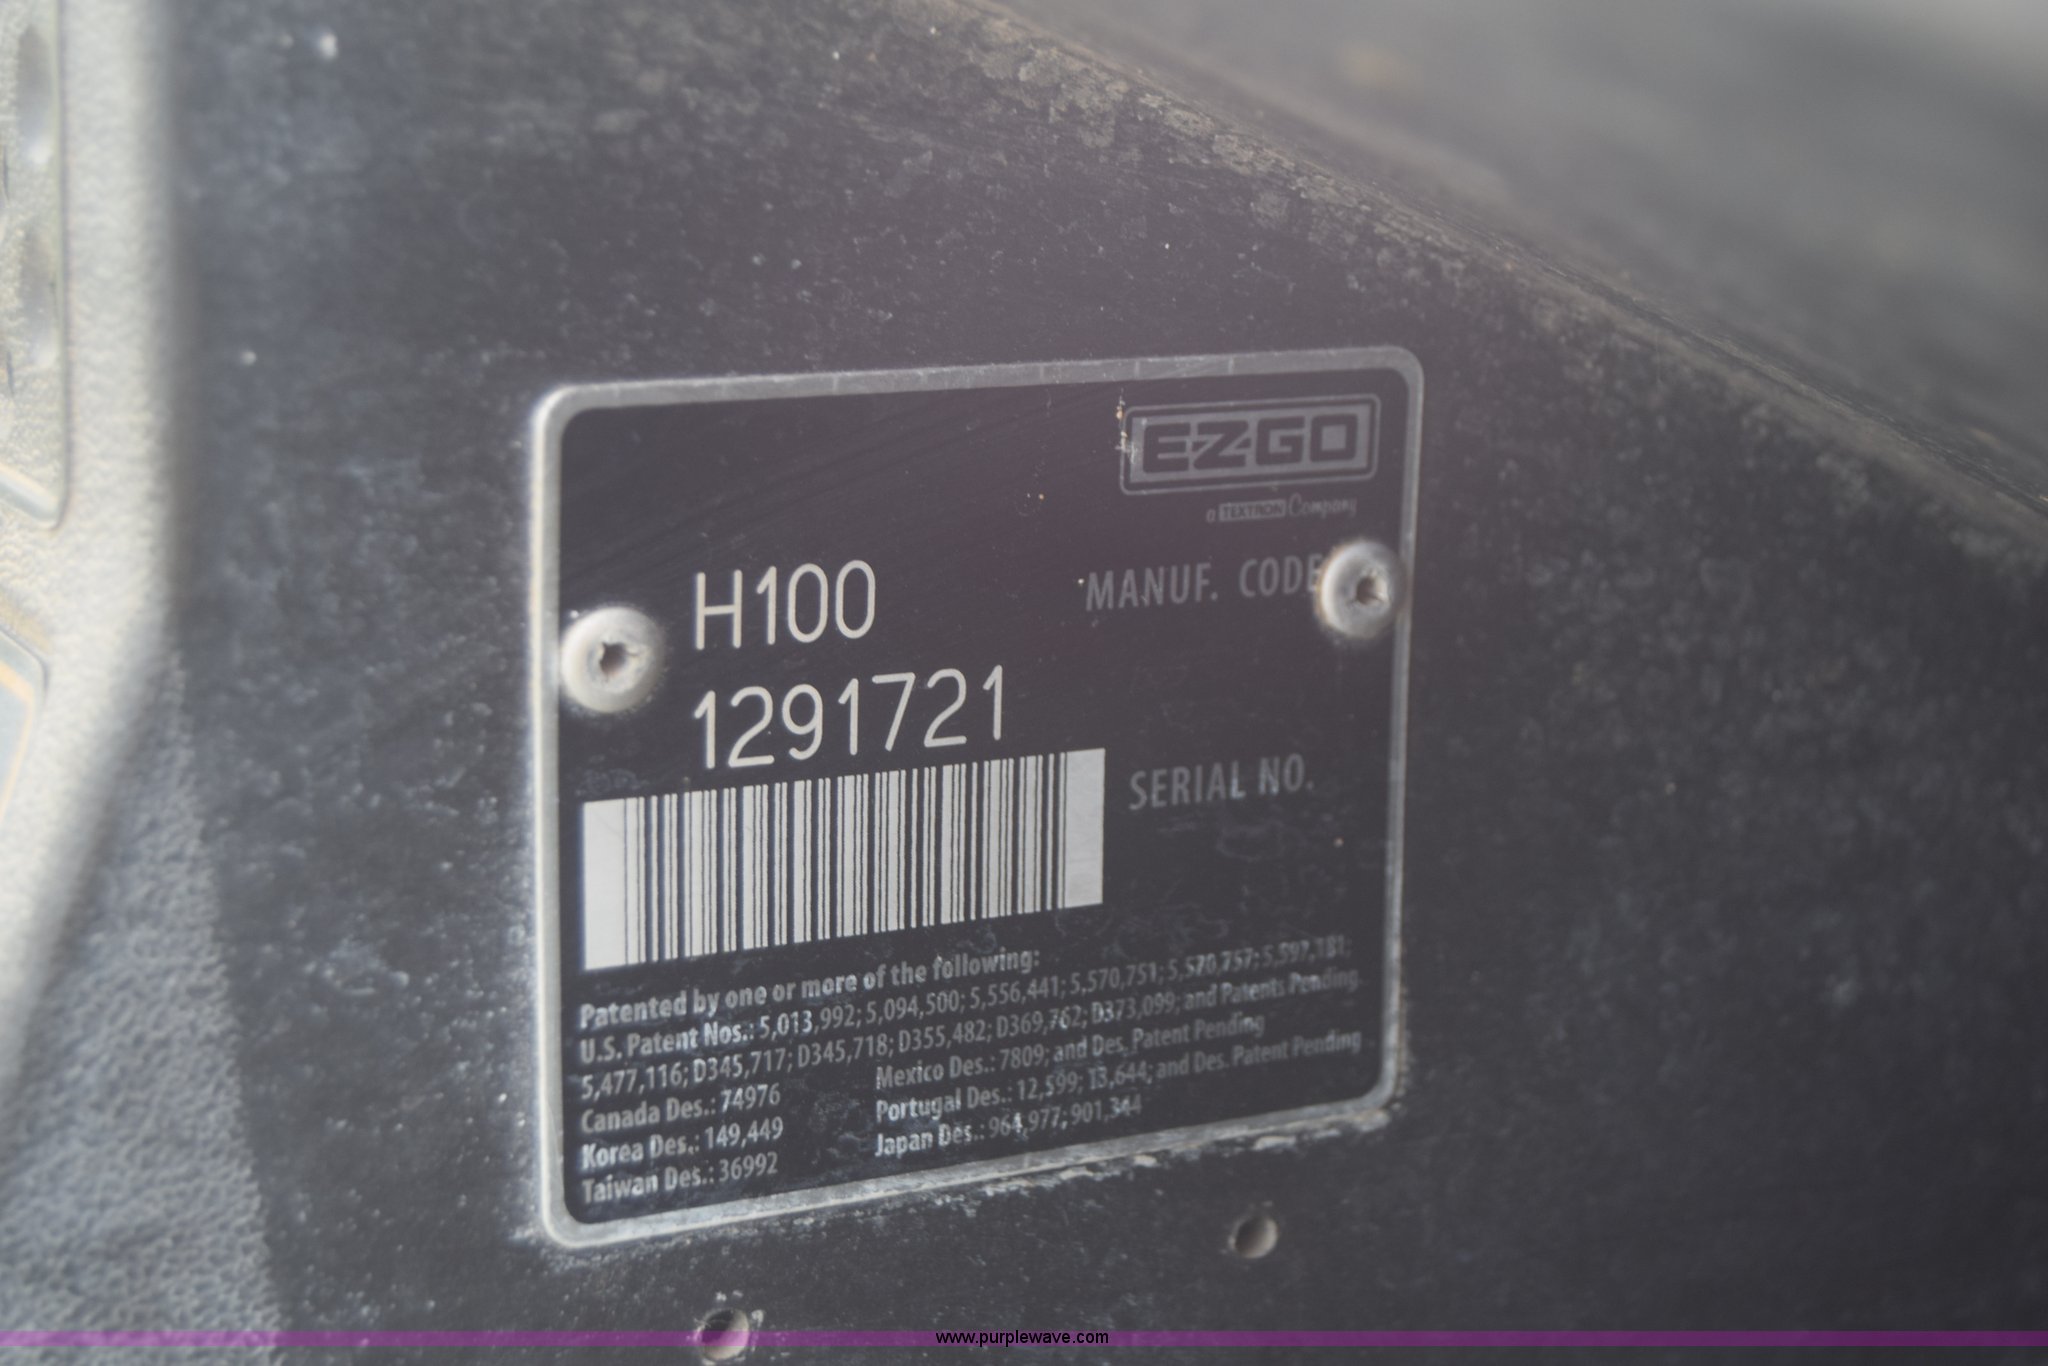 EZGO
a TEXTRON Company
H100 MANUF. CODE
1291721
SERIAL NO.
Patented by one or more of the following:
U.S. Patent Nos.: 5,013,992; 5,094,500; 5,556,441; 5,570,751; 5,570,757; 5,597,181;
5,477,116; D345,717; D345,718; D355,482; D369,762; D373,099; and Patents Pending.
Canada Des.: 74976 Mexico Des.: 7809; and Des. Patent Pending
Korea Des.: 149,449 Portugal Des.: 12,599; 13,644; and Des. Patent Pending
Taiwan Des.: 36992 Japan Des.: 964,977; 901,344
www.purplewave.com